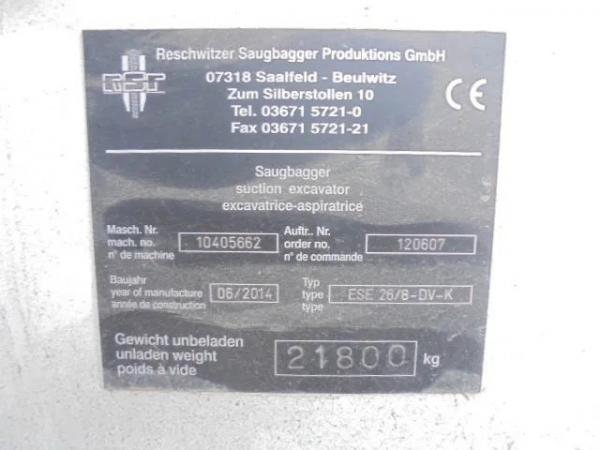 Reschwitzer Saugbagger Produktions GmbH
RSP
07318 Saalfeld - Beulwitz
Zum Silberstollen 10
Tel. 03671 5721-0
Fax 03671 5721-21
CE
Saugbagger
suction excavator
excavatrice-aspiratrice
Masch. Nr.
mach. no.
n° de machine
10405662
Auftr.. Nr.
order no.
n° de commande
120607
Baujahr
year of manufacture
année de construction
06/2014
Typ
type
type
ESE 26/8-DV-K
Gewicht unbeladen
unladen weight
poids à vide
21800 kg